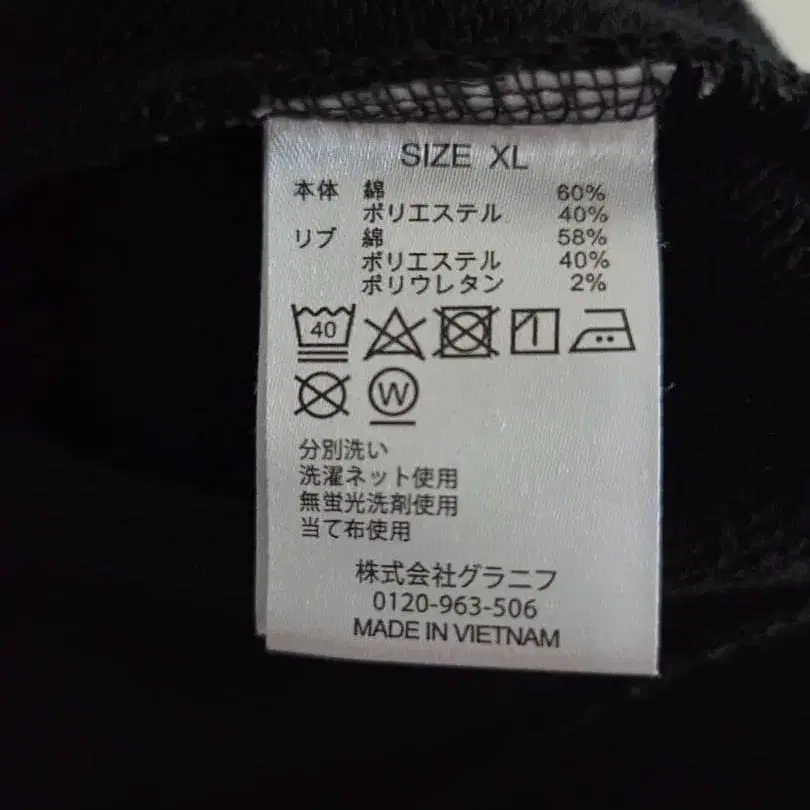 SIZE XL
本体 綿 60%
ポリエステル 40%
リブ 綿 58%
ポリエステル 40%
ポリウレタン 2%
40
W
分別洗い
洗濯ネット使用
無蛍光洗剤使用
当て布使用
株式会社グラニフ
0120-963-506
MADE IN VIETNAM